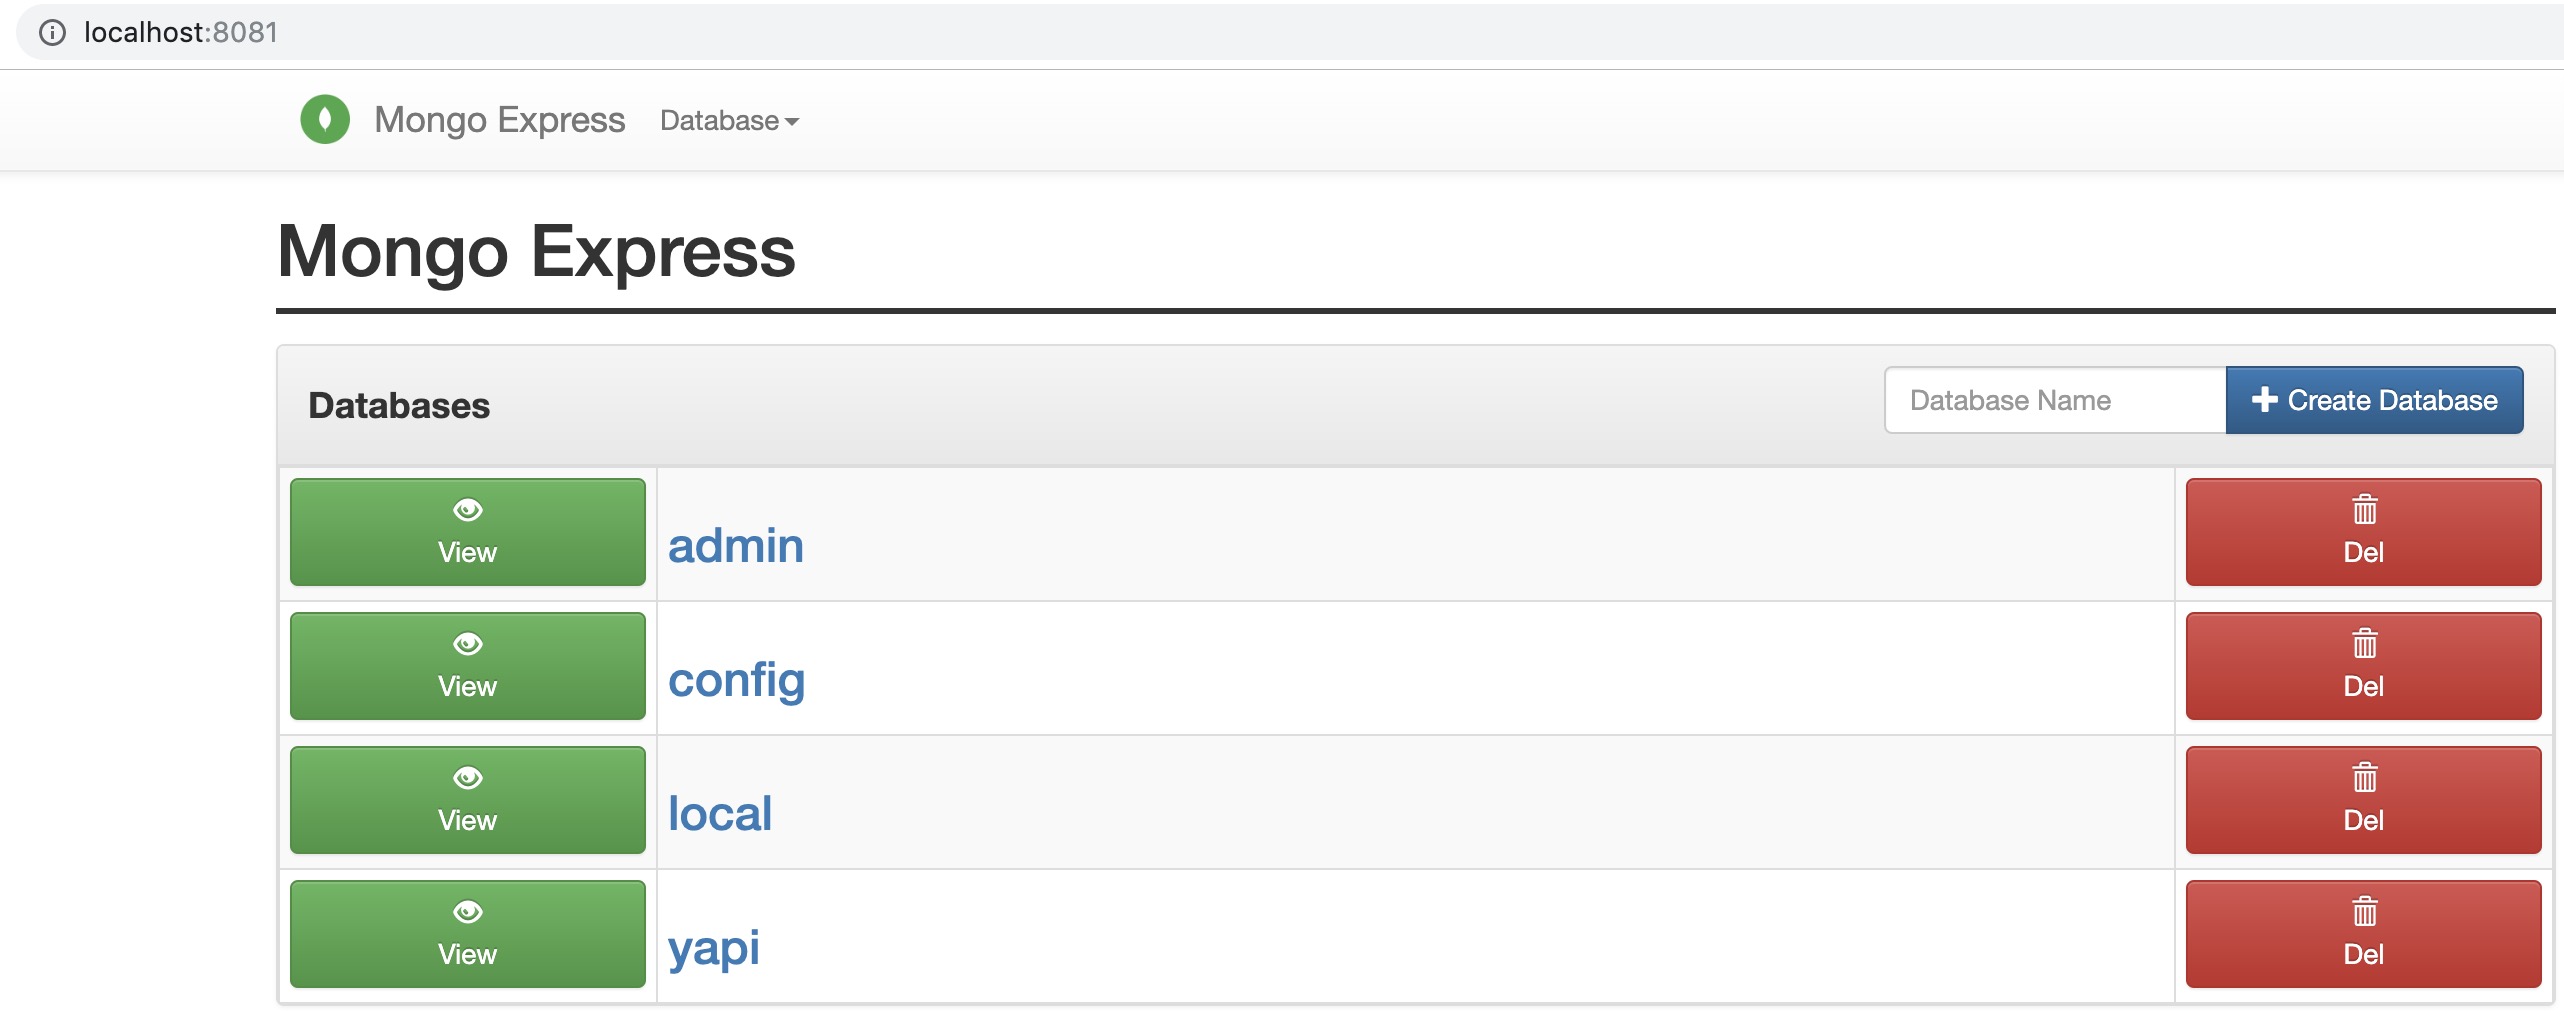 localhost:8081
Mongo Express Database
Mongo Express
Databases Database Name Create Database
View admin Del
View config Del
View local Del
View yapi Del